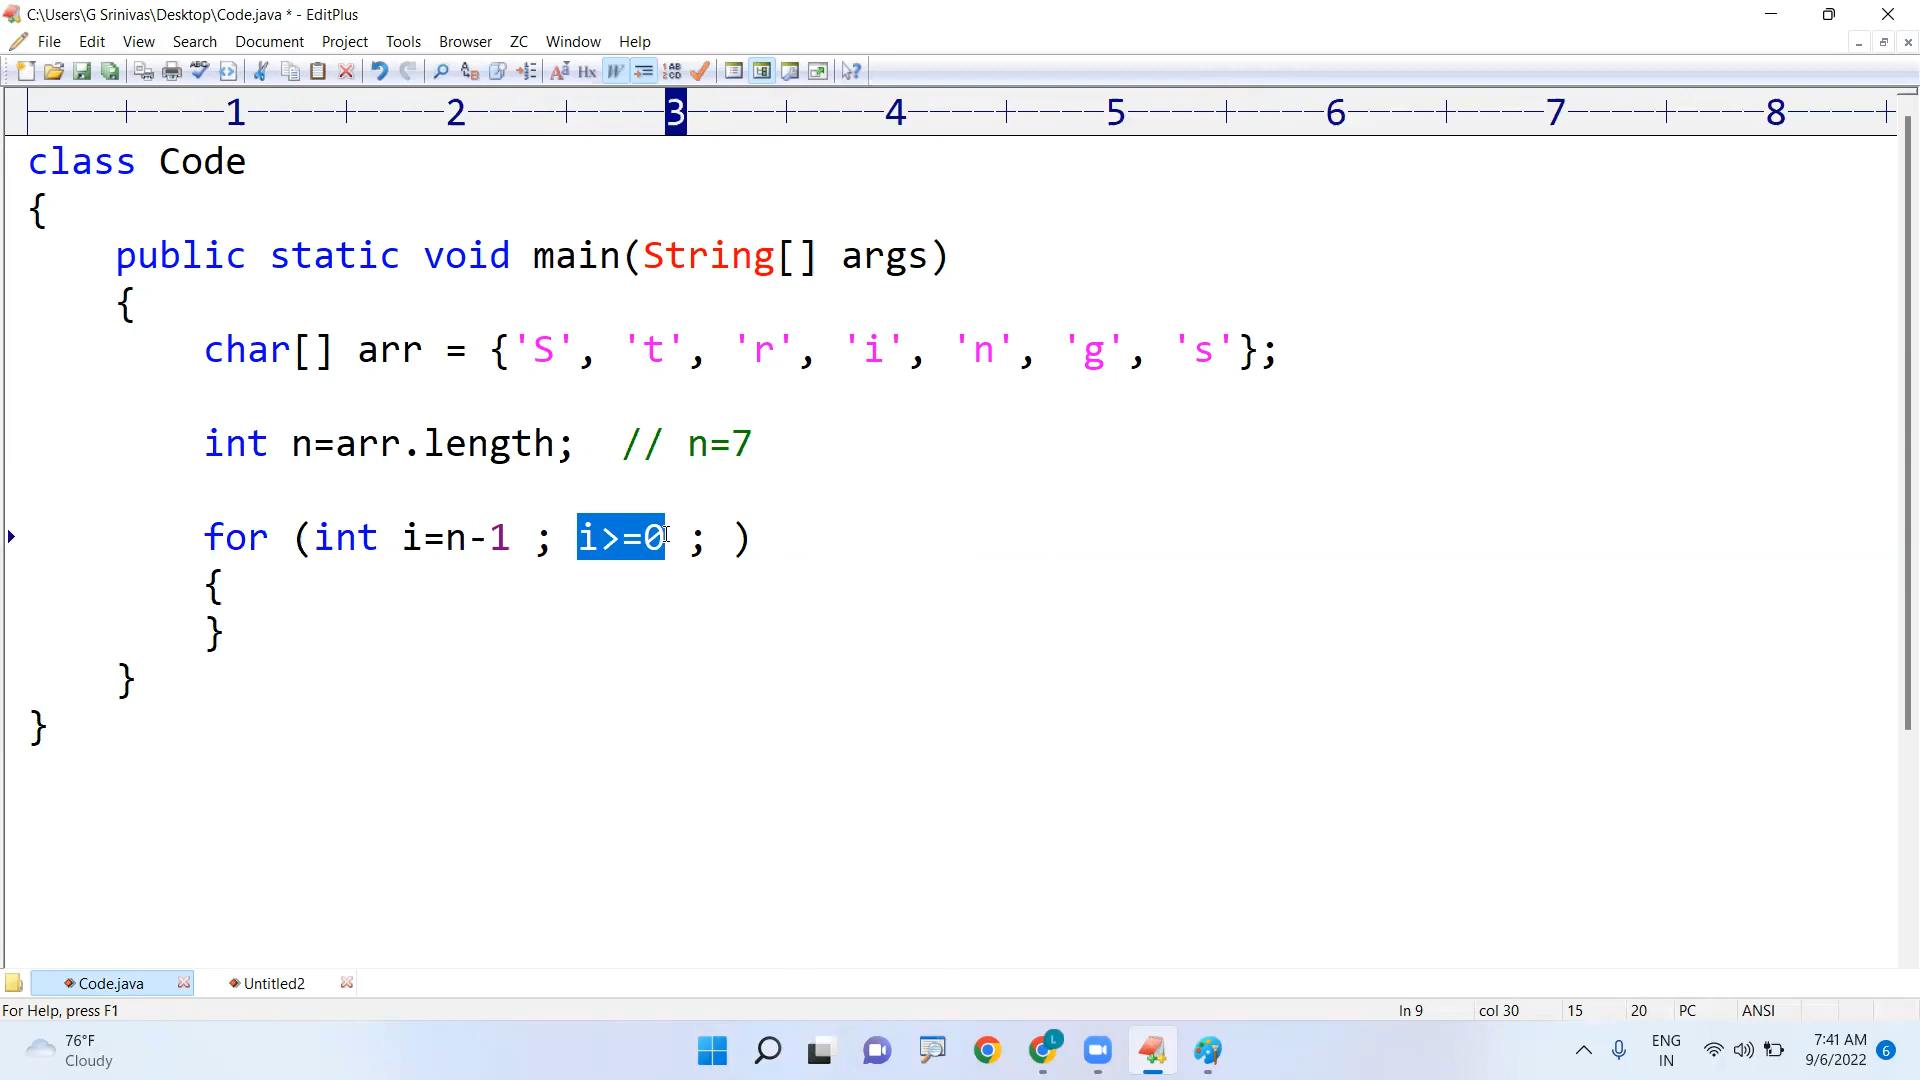 C:\Users\G Srinivas\Desktop\Code.java * - EditPlus
File Edit View Search Document Project Tools Browser ZC Window Help
1 2 3 4 5 6 7 8
class Code
{
public static void main(String[] args)
{
char[] arr = {'S', 't', 'r', 'i', 'n', 'g', 's'};
int n=arr.length; // n=7
for (int i=n-1 ; i>=0 ; )
{
}
}
}
Code.java Untitled2
For Help, press F1 ln 9 col 30 15 20 PC ANSI
76°F
Cloudy
ENG
IN
7:41 AM
9/6/2022
6